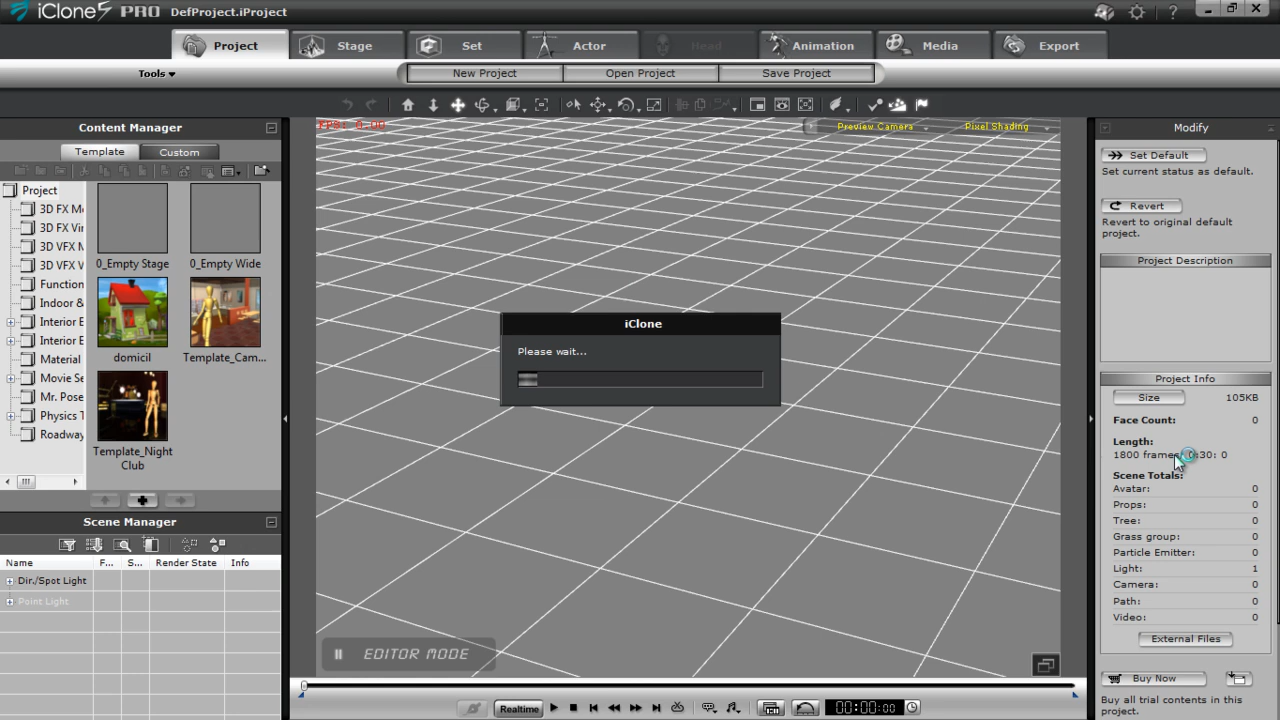 iClone5 PRO DefProject.iProject
Project
Stage
Set
Actor
Head
Animation
Media
Export
Tools
New Project
Open Project
Save Project
Content Manager
Template
Custom
Project
3D FX M
3D FX Vi
3D VFX M
3D VFX V
Function
Indoor &
Interior E
Interior E
Material
Movie Se
Mr. Pose
Physics T
Roadway
0_Empty Stage
0_Empty Wide
domicil
Template_Cam...
Template_Night
Club
Scene Manager
Name F... S... Render State Info
Dir./Spot Light
Point Light
FPS: 0.00
Preview Camera
Pixel Shading
iClone
Please wait...
EDITOR MODE
Realtime
00:00:00
Modify
Set Default
Set current status as default.
Revert
Revert to original default
project.
Project Description
Project Info
Size 105KB
Face Count: 0
Length:
1800 frames, 0:30: 0
Scene Totals:
Avatar: 0
Props: 0
Tree: 0
Grass group: 0
Particle Emitter: 0
Light: 1
Camera: 0
Path: 0
Video: 0
External Files
Buy Now
Buy all trial contents in this
project.